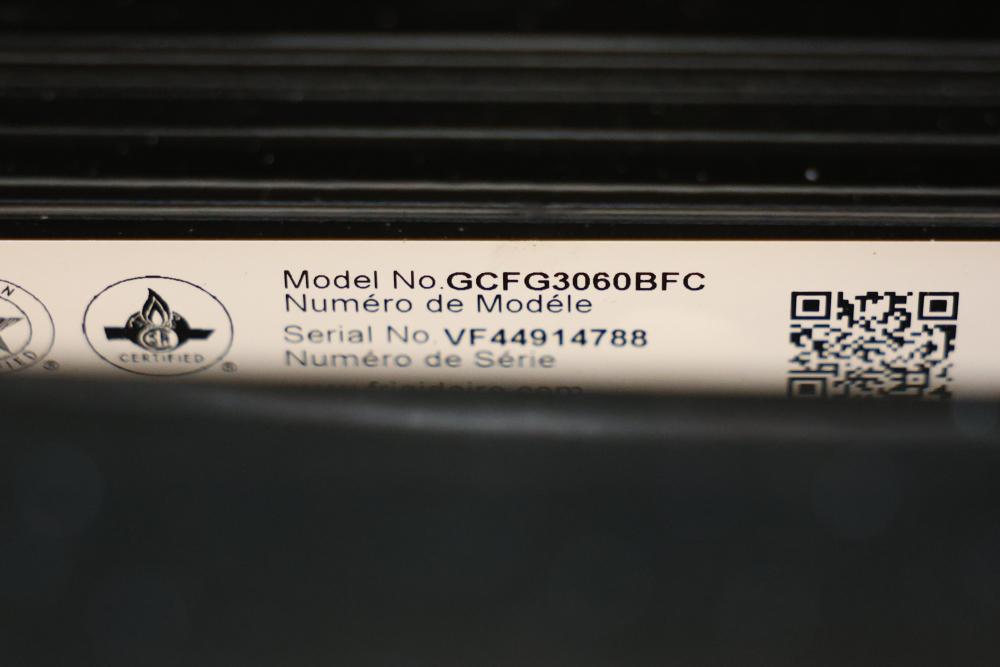 CERTIFIED ®
Model No. GCFG3060BFC
Numéro de Modéle
Serial No. VF44914788
Numéro de Série